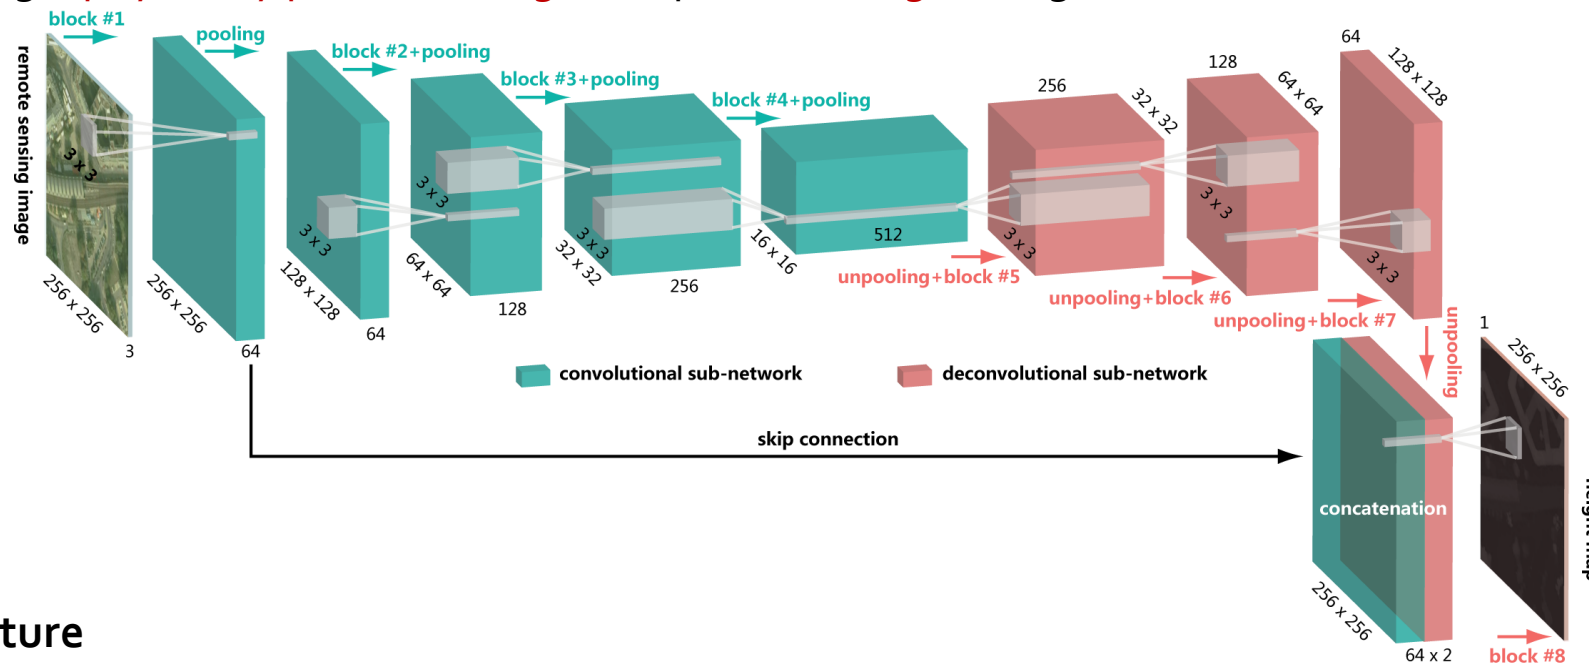 block #1
pooling
block #2+pooling
block #3+pooling
block #4+pooling
remote sensing image
3 x 3
256 x 256
3
256 x 256
64
3 x 3
128 x 128
64
3 x 3
64 x 64
128
3 x 3
32 x 32
256
16 x 16
512
256
32 x 32
3 x 3
unpooling+block #5
128
64 x 64
3 x 3
unpooling+block #6
64
128 x 128
3 x 3
unpooling+block #7
unpooling
convolutional sub-network
deconvolutional sub-network
skip connection
concatenation
256 x 256
64 x 2
1
256 x 256
block #8
ture